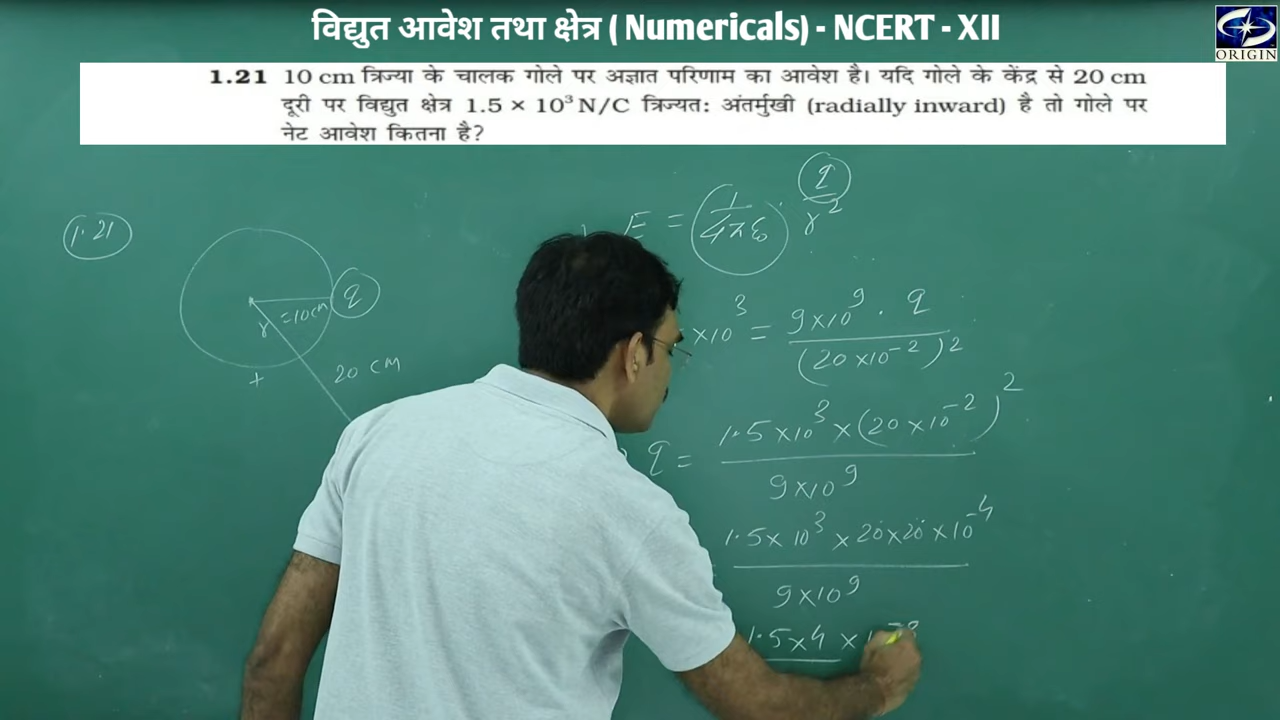 विद्युत आवेश तथा क्षेत्र ( Numericals) - NCERT - XII
ORIGIN
1.21 10 cm त्रिज्या के चालक गोले पर अज्ञात परिणाम का आवेश है। यदि गोले के केंद्र से 20 cm
दूरी पर विद्युत क्षेत्र 1.5 × 10³ N/C त्रिज्यत: अंतर्मुखी (radially inward) है तो गोले पर
नेट आवेश कितना है?
1.21
q
r = 10 cm
20 cm
+
E = (1/4πε) · q/r²
×10³ = 9×10⁹ · q / (20×10⁻²)²
q = 1.5×10³ × (20×10⁻²)² / 9×10⁹
1.5×10³ × 20×20×10⁻⁴ / 9×10⁹
1.5×4 ×